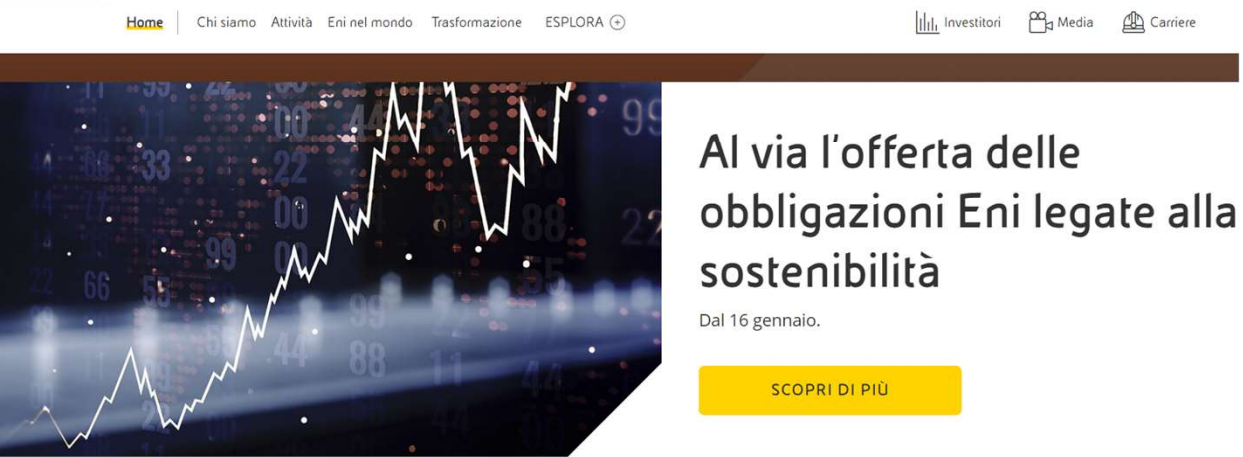 Home Chi siamo Attività Eni nel mondo Trasformazione ESPLORA Investitori Media Carriere
Al via l'offerta delle
obbligazioni Eni legate alla
sostenibilità
Dal 16 gennaio.
SCOPRI DI PIÙ